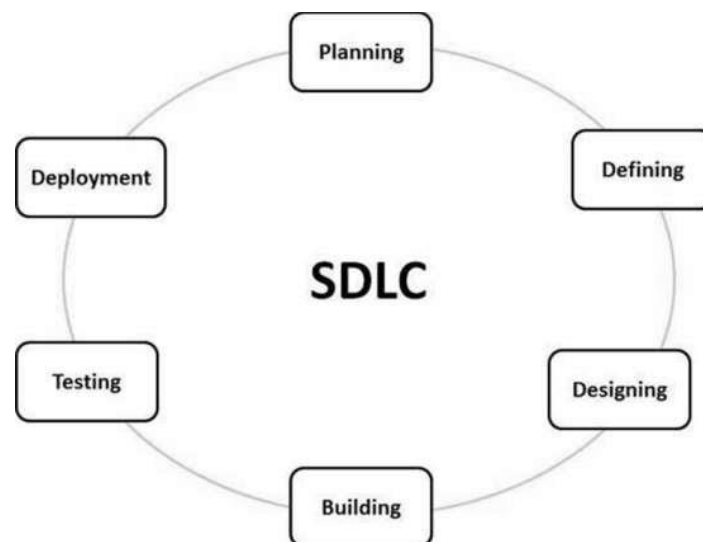 Planning
Defining
Designing
Building
Testing
Deployment
SDLC